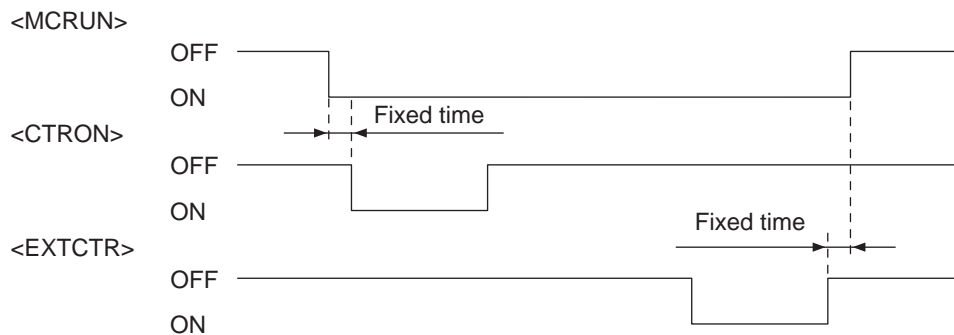 <MCRUN>
OFF
ON
Fixed time
<CTRON>
OFF
ON
Fixed time
<EXTCTR>
OFF
ON